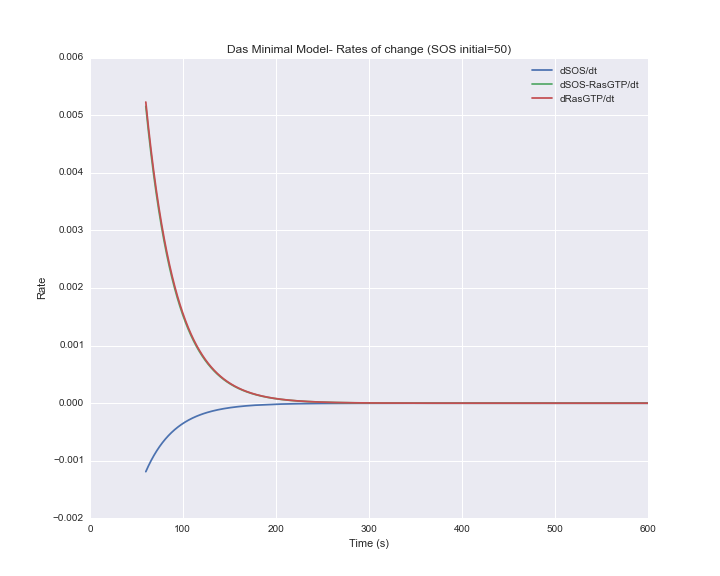 Das Minimal Model- Rates of change (SOS initial=50)
0.006
0.005
0.004
0.003
0.002
0.001
0.000
−0.001
−0.002
Rate
dSOS/dt
dSOS-RasGTP/dt
dRasGTP/dt
0 100 200 300 400 500 600
Time (s)